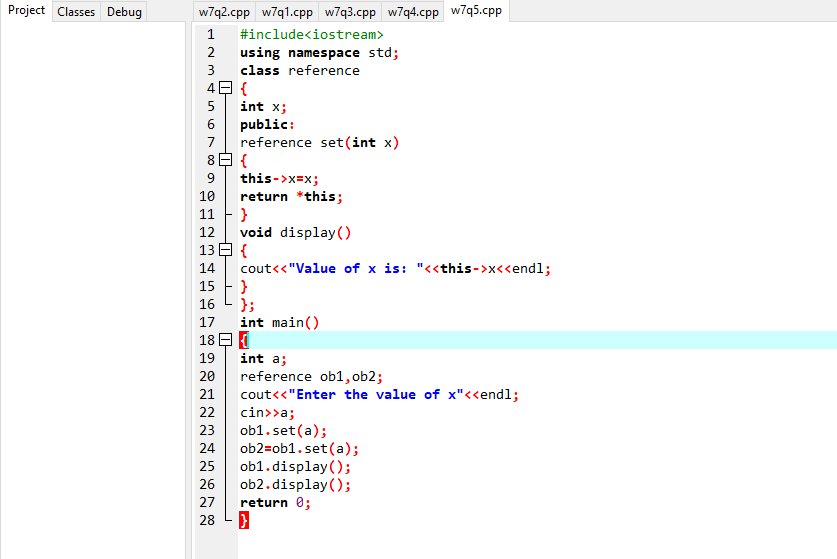 Project Classes Debug
w7q2.cpp w7q1.cpp w7q3.cpp w7q4.cpp w7q5.cpp
1 #include<iostream>
2 using namespace std;
3 class reference
4 {
5 int x;
6 public:
7 reference set(int x)
8 {
9 this->x=x;
10 return *this;
11 }
12 void display()
13 {
14 cout<<"Value of x is: "<<this->x<<endl;
15 }
16 };
17 int main()
18 {
19 int a;
20 reference ob1,ob2;
21 cout<<"Enter the value of x"<<endl;
22 cin>>a;
23 ob1.set(a);
24 ob2=ob1.set(a);
25 ob1.display();
26 ob2.display();
27 return 0;
28 }